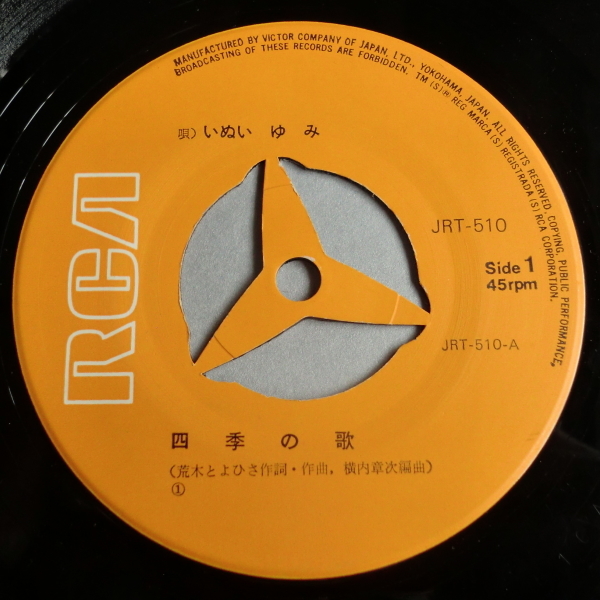 MANUFACTURED BY VICTOR COMPANY OF JAPAN, LTD., YOKOHAMA, JAPAN. ALL RIGHTS RESERVED. COPYING, PUBLIC PERFORMANCE,
BROADCASTING OF THESE RECORDS ARE FORBIDDEN. TM(S)® REG. MARCA(S) REGISTRADA(S) RCA CORPORATION.
唄)いぬい ゆ み
RCA
JRT-510
Side 1
45rpm
JRT-510-A
四 季 の 歌
(荒木とよひさ作詞・作曲, 横内章次編曲)
①